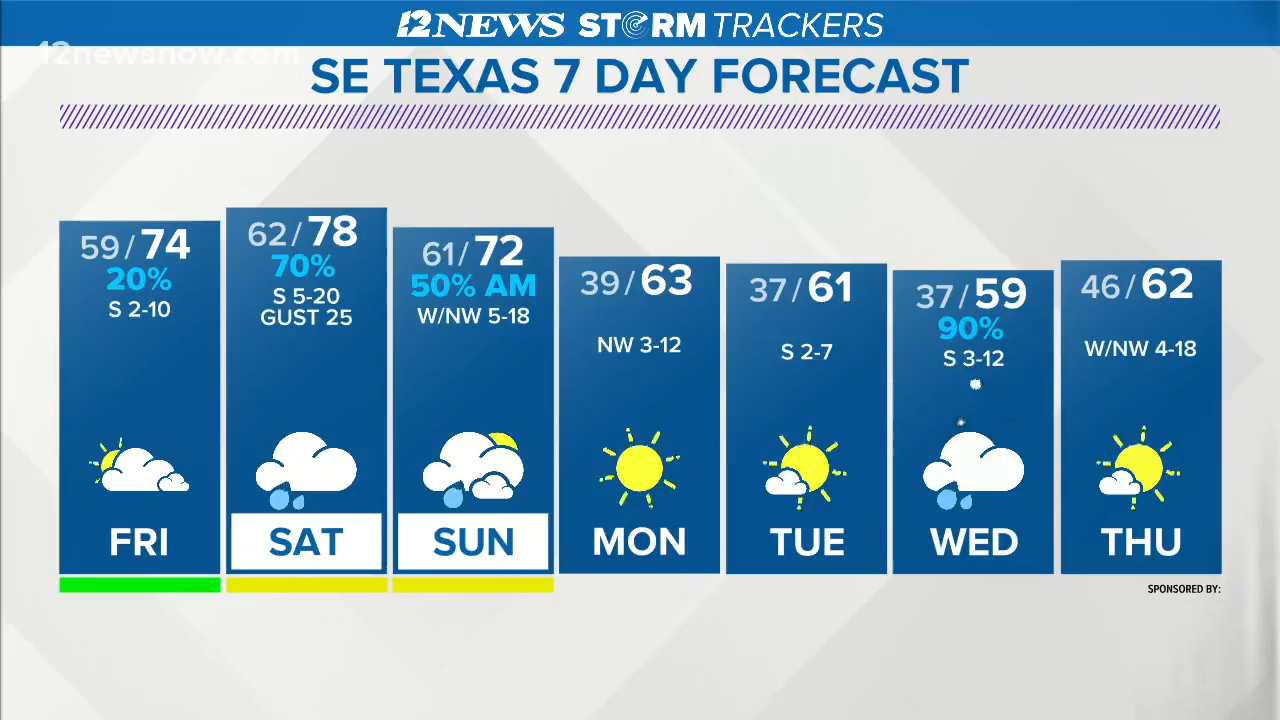 12NEWS STORM TRACKERS
12newsnow.com
SE TEXAS 7 DAY FORECAST
59/74
20%
S 2-10
FRI
62/78
70%
S 5-20
GUST 25
SAT
61/72
50% AM
W/NW 5-18
SUN
39/63
NW 3-12
MON
37/61
S 2-7
TUE
37/59
90%
S 3-12
WED
46/62
W/NW 4-18
THU
SPONSORED BY: